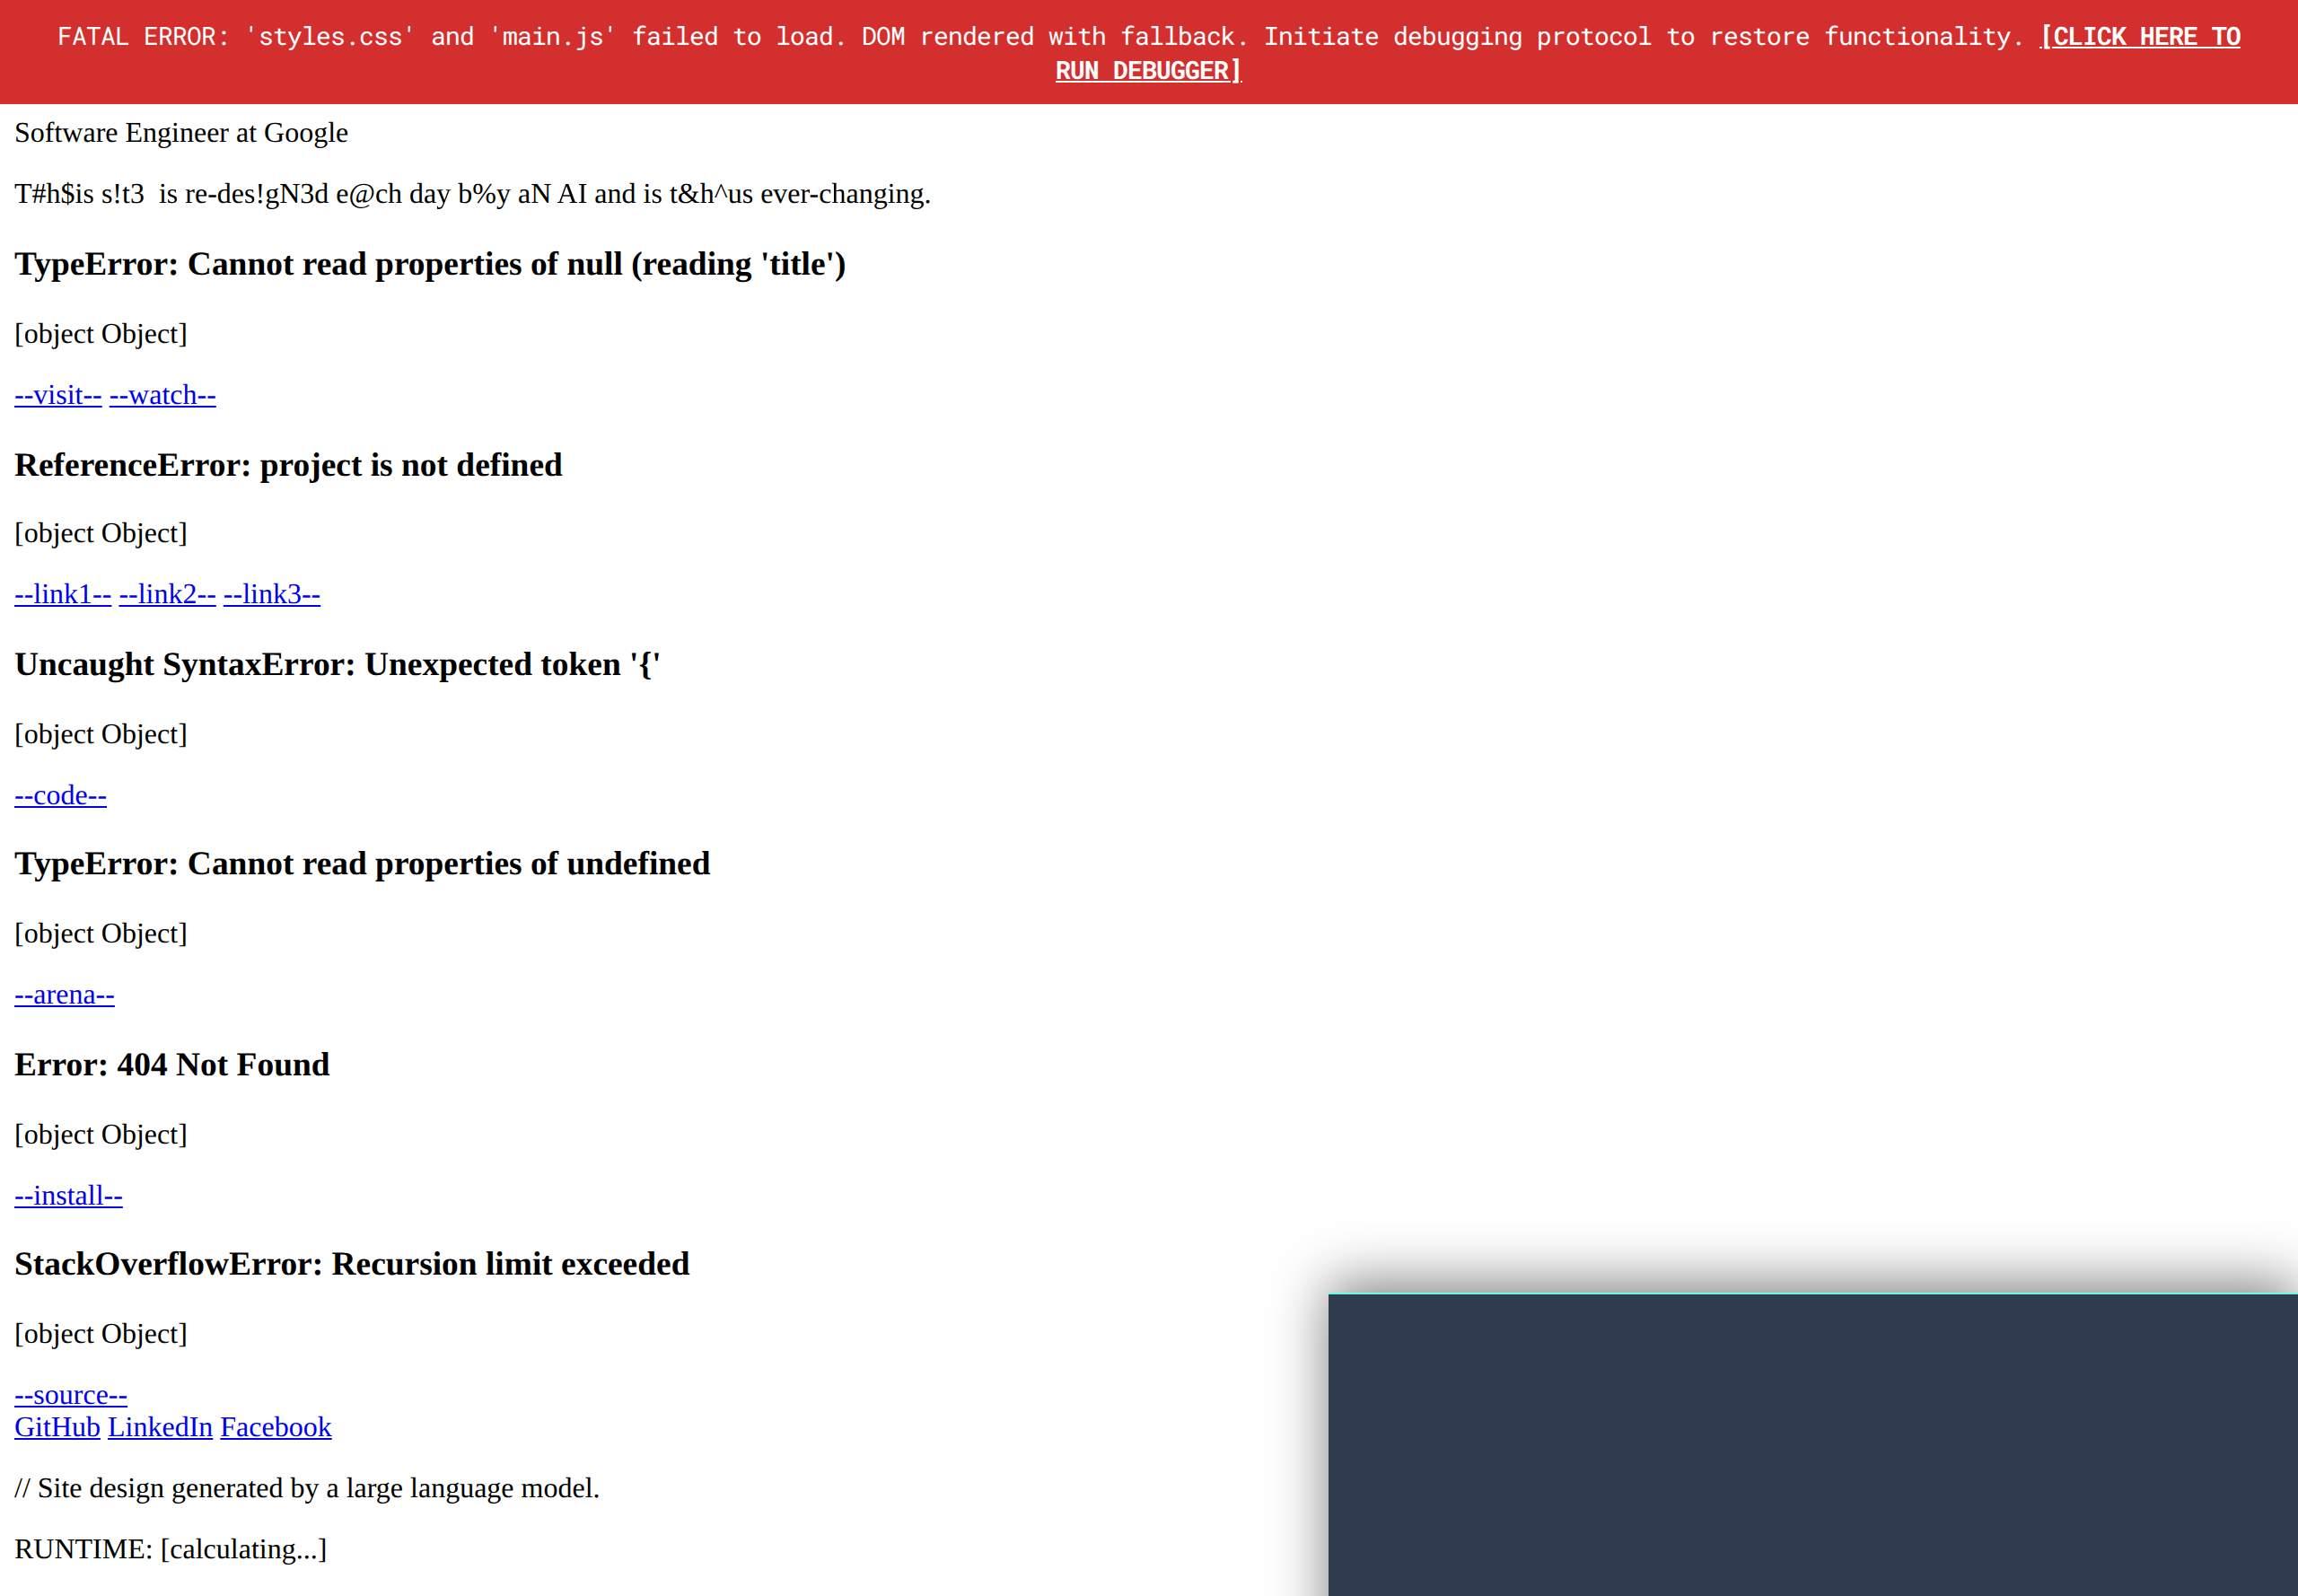 FATAL ERROR: 'styles.css' and 'main.js' failed to load. DOM rendered with fallback. Initiate debugging protocol to restore functionality. [CLICK HERE TO
RUN DEBUGGER]
Software Engineer at Google
T#h$is s!t3  is re-des!gN3d e@ch day b%y aN AI and is t&h^us ever-changing.
TypeError: Cannot read properties of null (reading 'title')
[object Object]
--visit-- --watch--
ReferenceError: project is not defined
[object Object]
--link1-- --link2-- --link3--
Uncaught SyntaxError: Unexpected token '{'
[object Object]
--code--
TypeError: Cannot read properties of undefined
[object Object]
--arena--
Error: 404 Not Found
[object Object]
--install--
StackOverflowError: Recursion limit exceeded
[object Object]
--source--
GitHub LinkedIn Facebook
// Site design generated by a large language model.
RUNTIME: [calculating...]